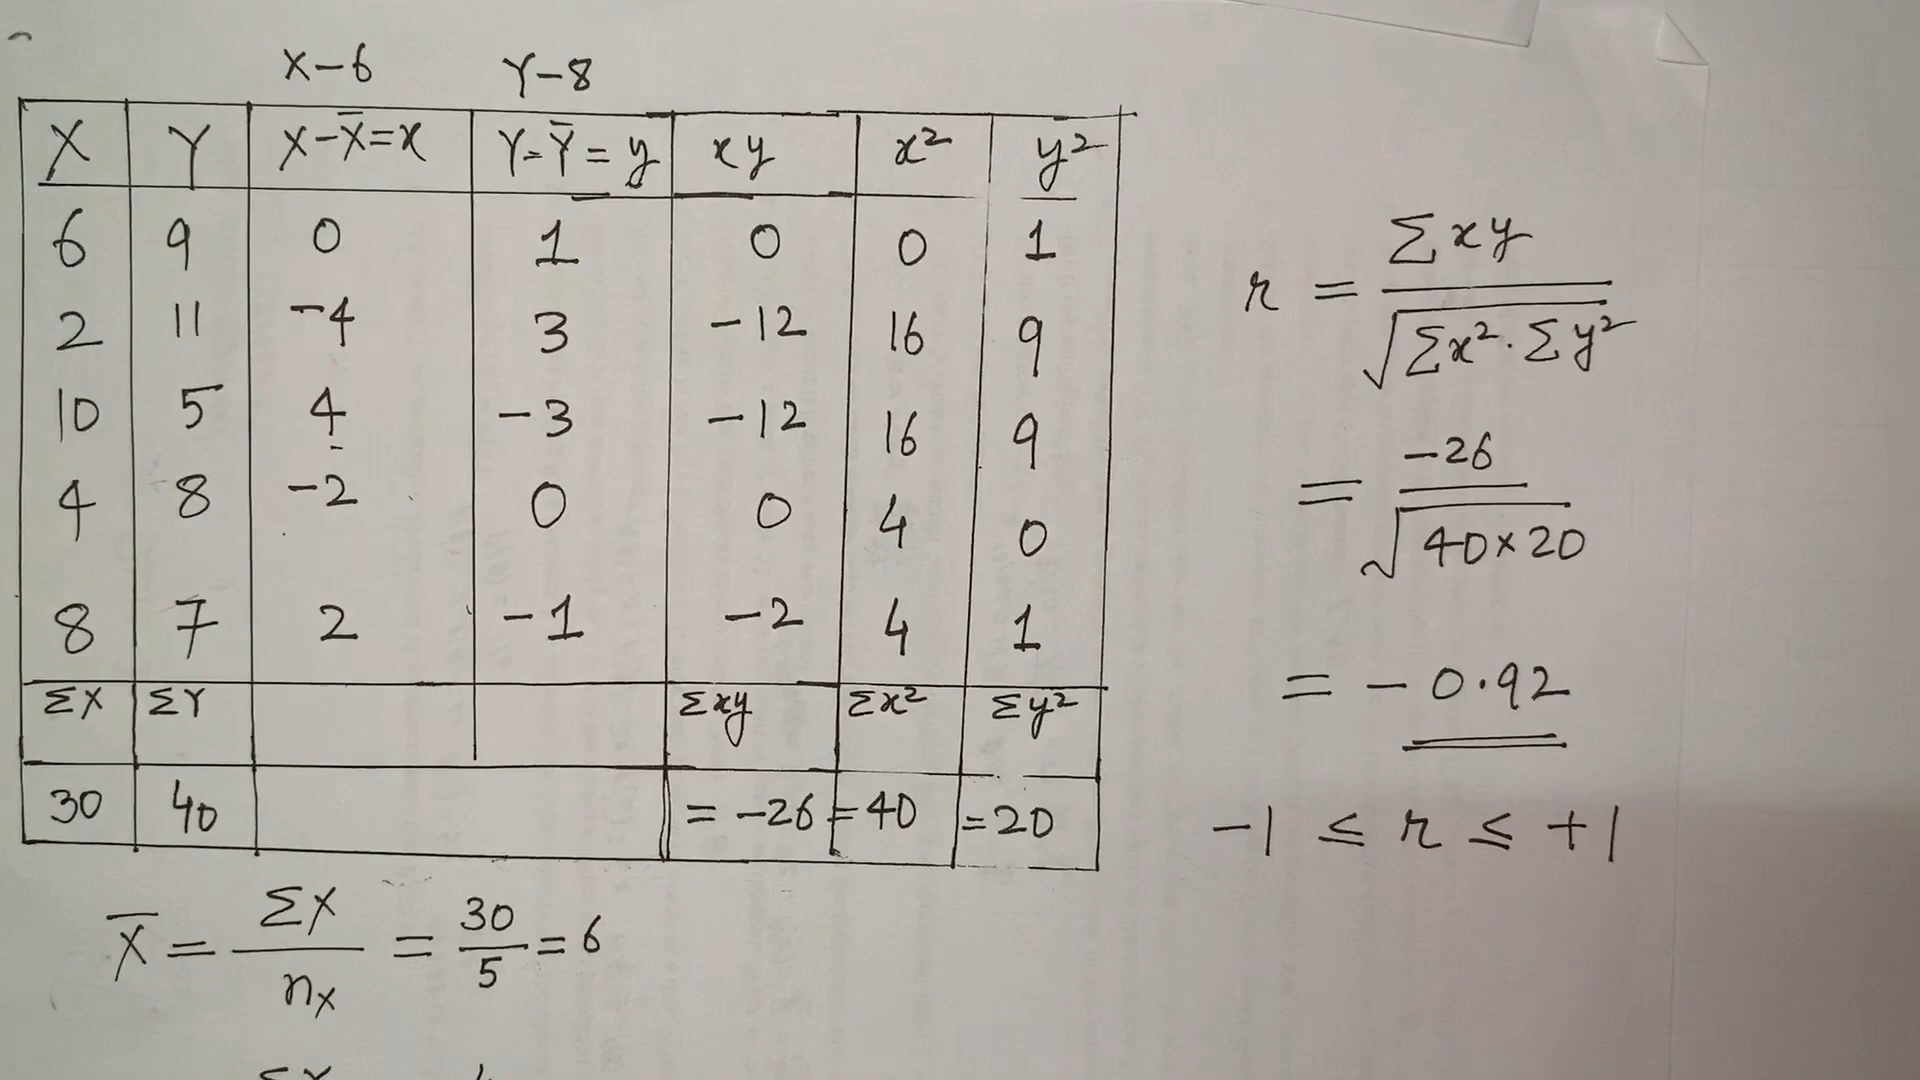 X-6 Y-8
X Y X-X̄=x Y-Ȳ=y xy x² y²
6 9 0 1 0 0 1
2 11 -4 3 -12 16 9
10 5 4 -3 -12 16 9
4 8 -2 0 0 4 0
8 7 2 -1 -2 4 1
ΣX ΣY Σxy Σx² Σy²
30 40 = -26 = 40 = 20
X̄ = ΣX / nX = 30/5 = 6
r = Σxy / √(Σx² · Σy²)
= -26 / √(40×20)
= -0.92
-1 ≤ r ≤ +1